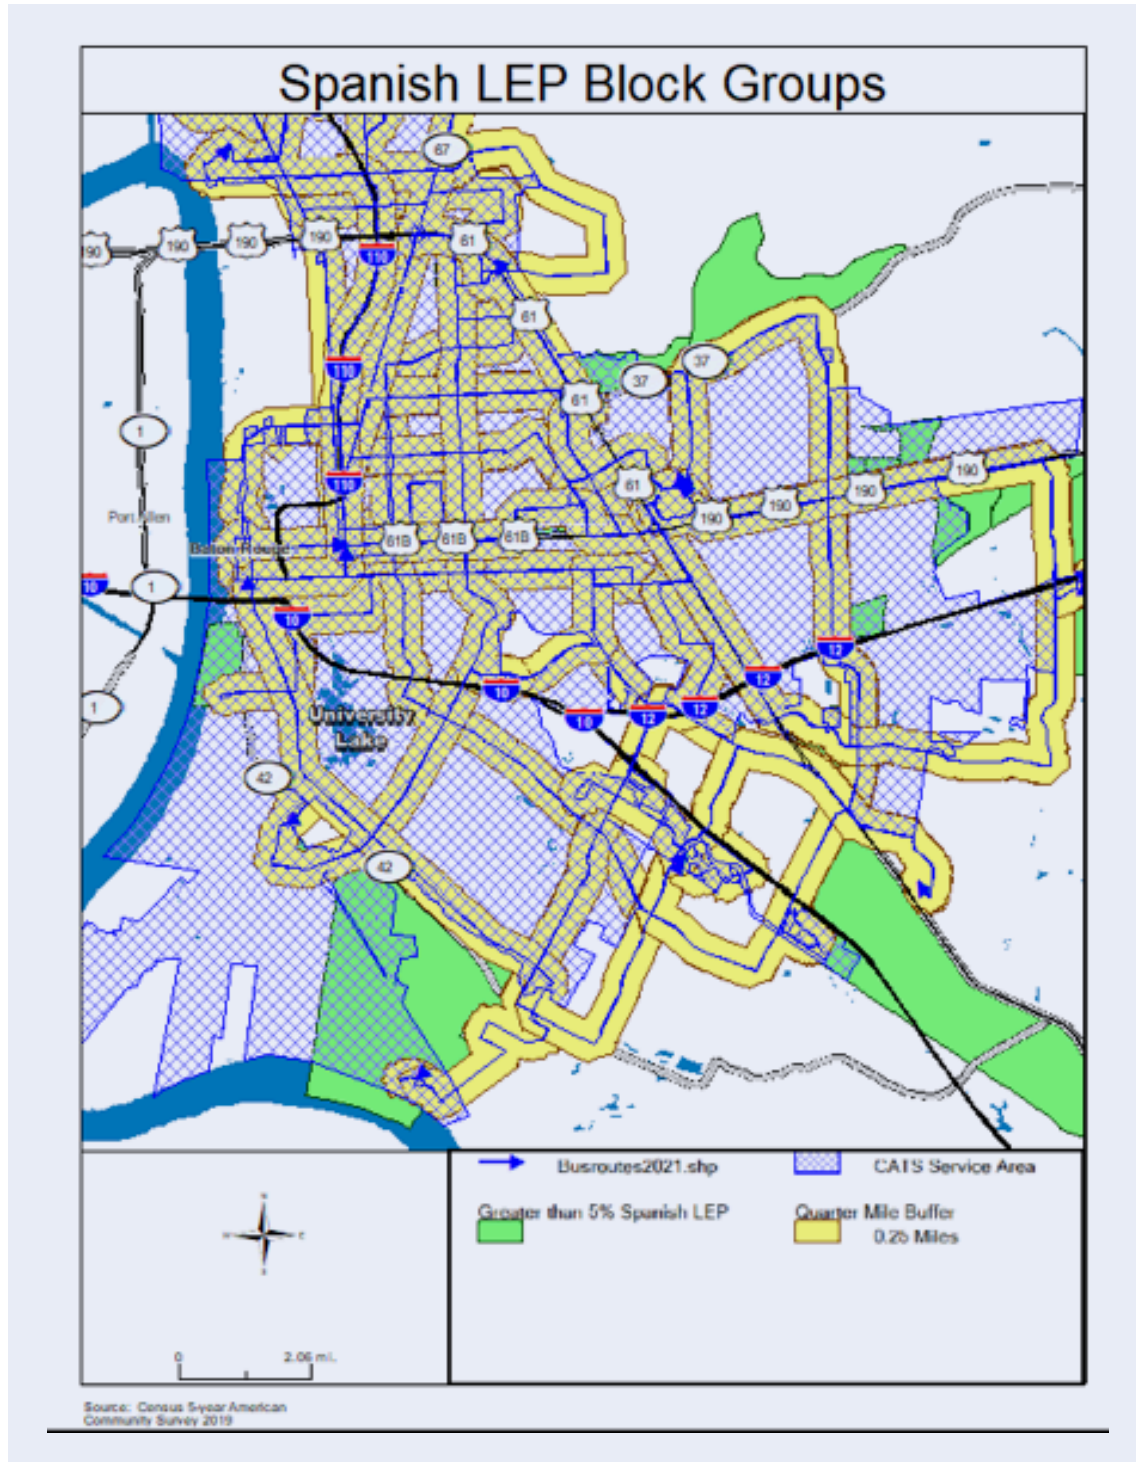 Spanish LEP Block Groups
67
190
190
190
190
61
110
61
37
37
110
61
1
190
110
61
190
190
190
Port Allen
61B
61B
61B
Baton Rouge
10
1
10
12
12
1
10
12
12
10
University
Lake
42
42
Busroutes2021.shp
CATS Service Area
Greater than 5% Spanish LEP
Quarter Mile Buffer
0.25 Miles
N
W
E
S
0
2.06 mi.
Source: Census 5-year American
Community Survey 2019